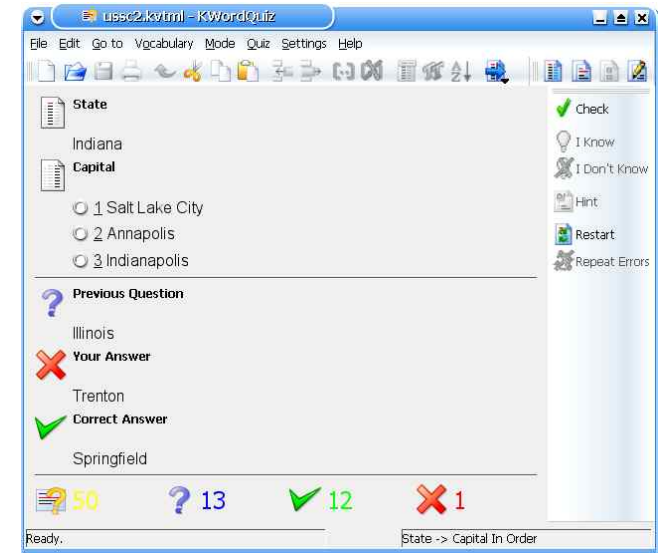 ussc2.kvtml - KWordQuiz
File Edit Go to Vocabulary Mode Quiz Settings Help
State
Indiana
Capital
1 Salt Lake City
2 Annapolis
3 Indianapolis
Previous Question
Illinois
Your Answer
Trenton
Correct Answer
Springfield
50 13 12 1
Check
I Know
I Don't Know
Hint
Restart
Repeat Errors
Ready.
State -> Capital In Order